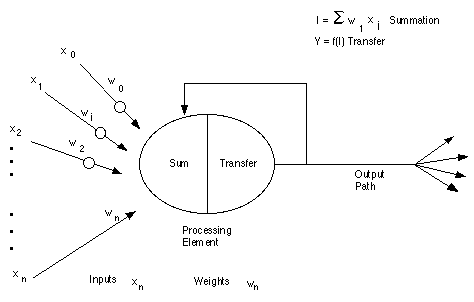 I = Σ w₁ xⱼ Summation
Y = f(I) Transfer
x₀
w₀
x₁
wᵢ
x₂
w₂
Sum Transfer
Output
Path
wₙ
Processing
Element
xₙ
Inputs xₙ Weights wₙ